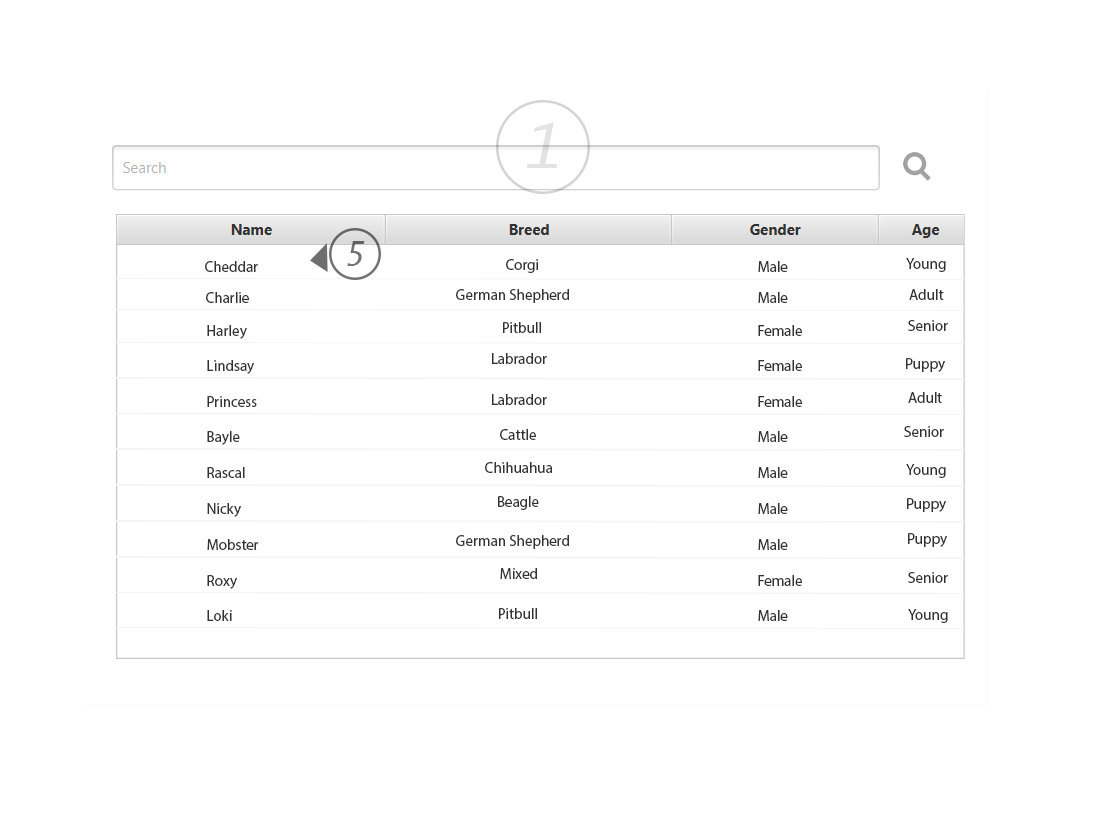 1
Search
Name Breed Gender Age
5
Cheddar Corgi Male Young
Charlie German Shepherd Male Adult
Harley Pitbull Female Senior
Lindsay Labrador Female Puppy
Princess Labrador Female Adult
Bayle Cattle Male Senior
Rascal Chihuahua Male Young
Nicky Beagle Male Puppy
Mobster German Shepherd Male Puppy
Roxy Mixed Female Senior
Loki Pitbull Male Young